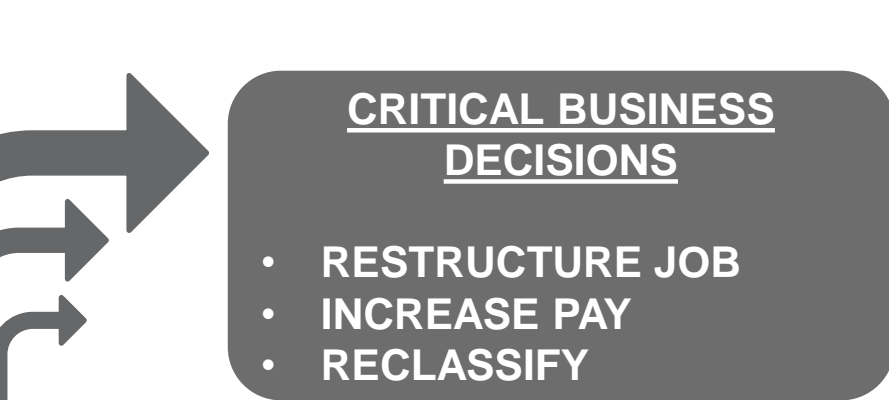 CRITICAL BUSINESS
DECISIONS
• RESTRUCTURE JOB
• INCREASE PAY
• RECLASSIFY